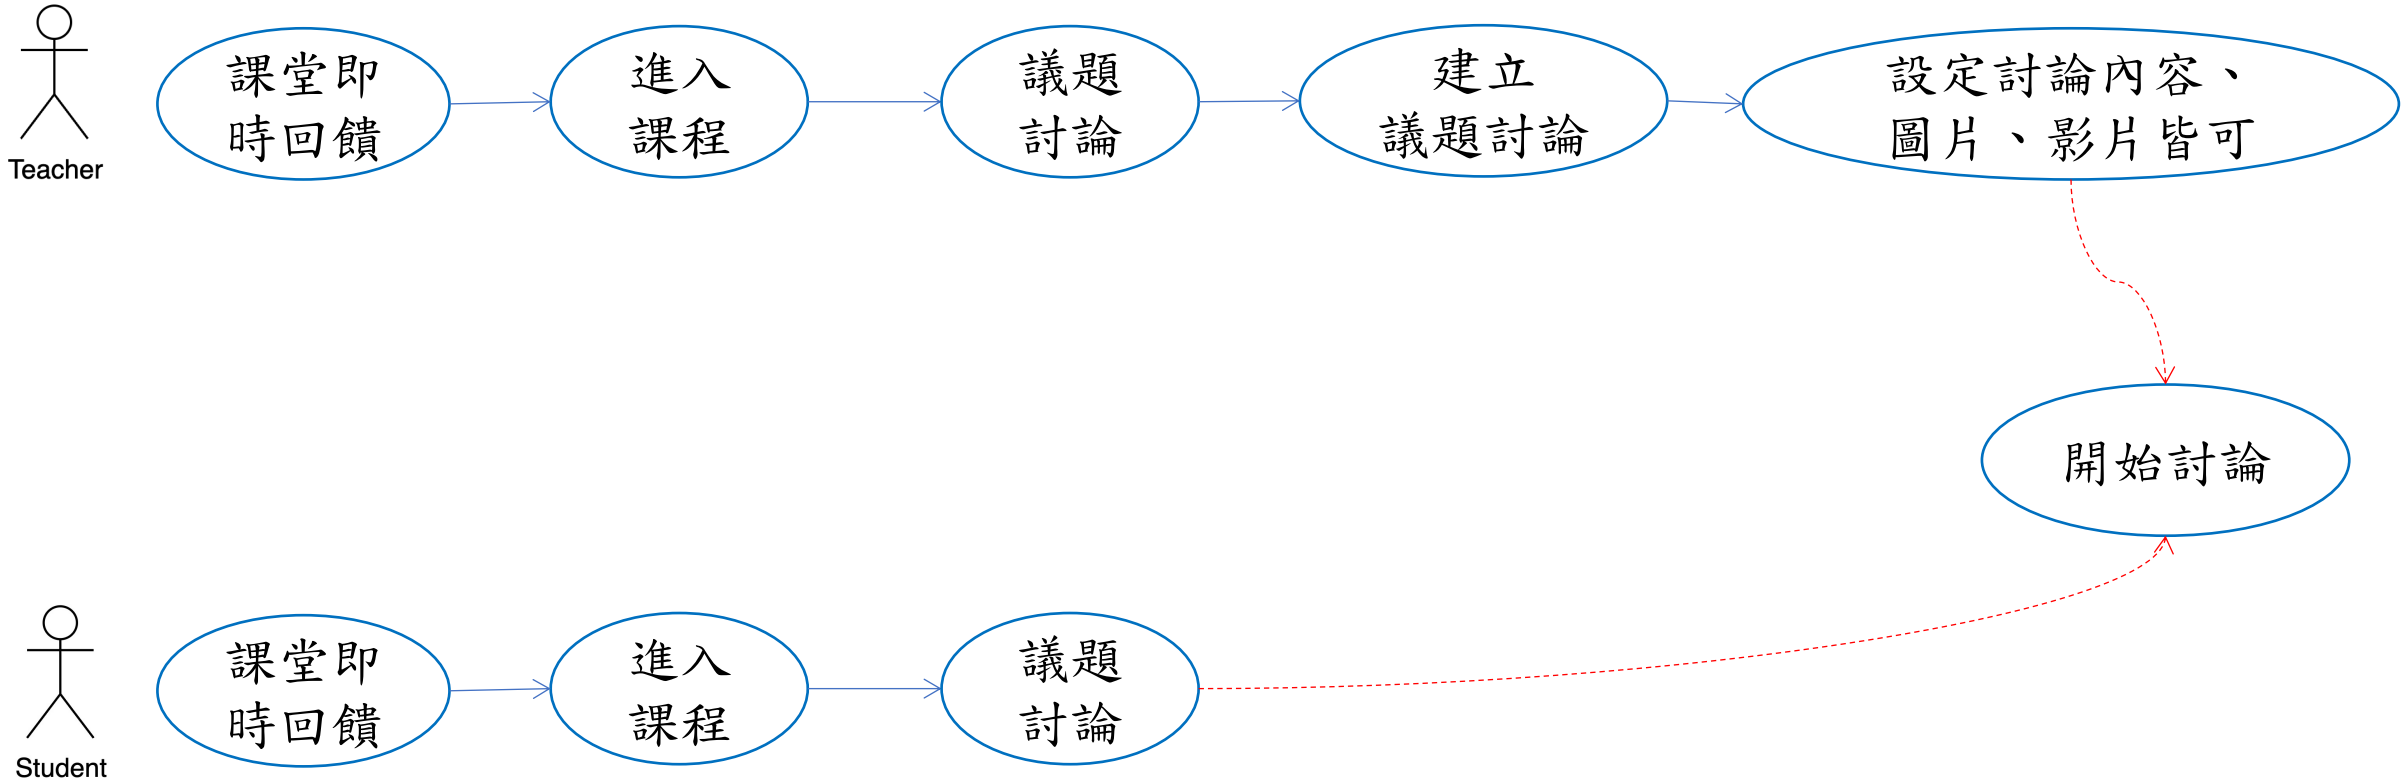 Teacher
課堂即
時回饋
進入
課程
議題
討論
建立
議題討論
設定討論內容、
圖片、影片皆可
開始討論
Student
課堂即
時回饋
進入
課程
議題
討論